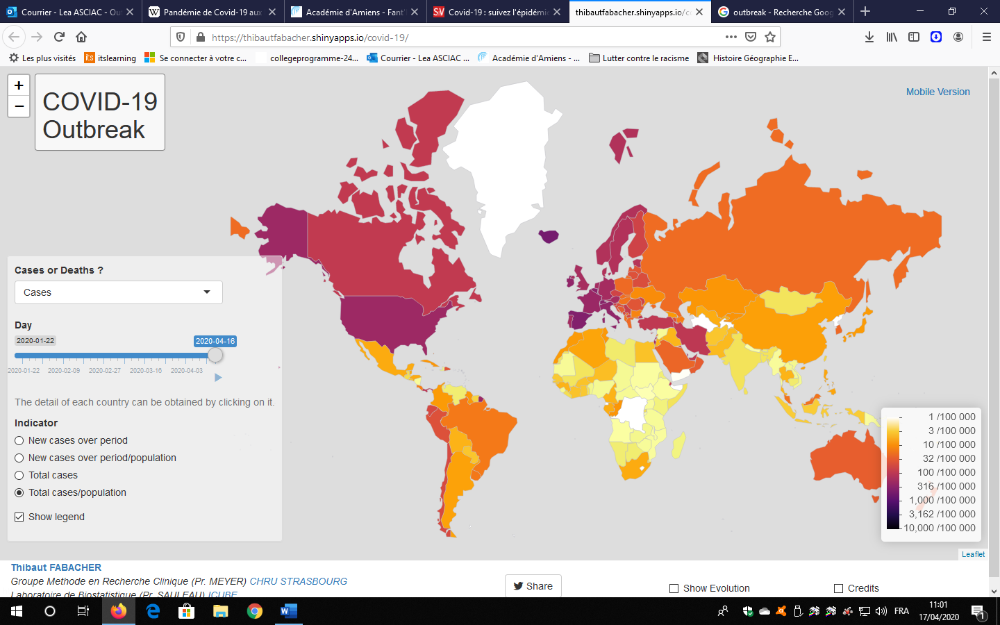 Courrier - Lea ASCIAC - Ou
Pandémie de Covid-19 aux
Académie d'Amiens - Fant'
Covid-19 : suivez l'épidémi
thibautfabacher.shinyapps.io/c
outbreak - Recherche Goog
https://thibautfabacher.shinyapps.io/covid-19/
Les plus visités
its itslearning
Se connecter à votre c...
collegeprogramme-24...
Courrier - Lea ASCIAC ...
Académie d'Amiens - ...
Lutter contre le racisme
Histoire Géographie E...
+
−
COVID-19
Outbreak
Mobile Version
Cases or Deaths ?
Cases
Day
2020-01-22
2020-04-16
2020-01-22 2020-02-09 2020-02-27 2020-03-16 2020-04-03
The detail of each country can be obtained by clicking on it.
Indicator
New cases over period
New cases over period/population
Total cases
Total cases/population
Show legend
1 /100 000
3 /100 000
10 /100 000
32 /100 000
100 /100 000
316 /100 000
1,000 /100 000
3,162 /100 000
10,000 /100 000
Leaflet
Thibaut FABACHER
Groupe Methode en Recherche Clinique (Pr. MEYER) CHRU STRASBOURG
Laboratoire de Biostatistique (Pr. SAULEAU) ICUBE
Share
Show Evolution
Credits
FRA
11:01
17/04/2020
1